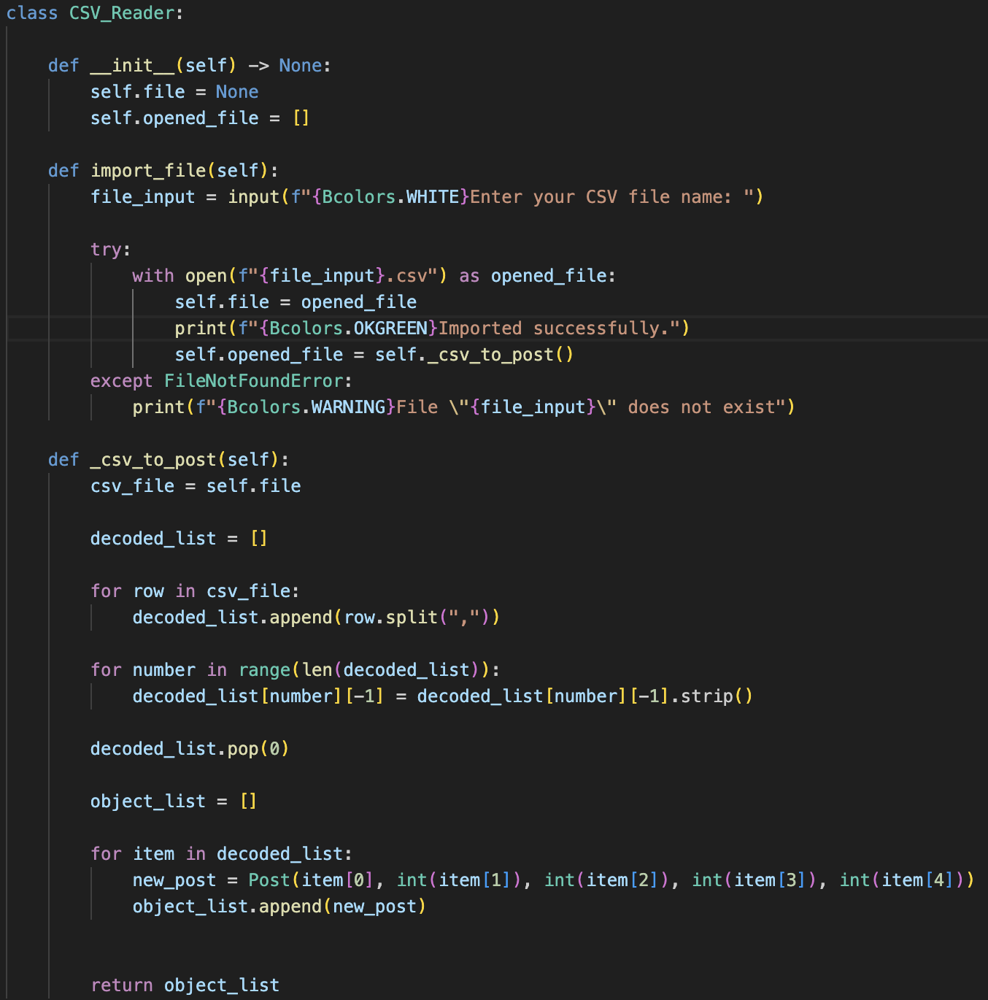 class CSV_Reader:
def __init__(self) -> None:
self.file = None
self.opened_file = []
def import_file(self):
file_input = input(f"{Bcolors.WHITE}Enter your CSV file name: ")
try:
with open(f"{file_input}.csv") as opened_file:
self.file = opened_file
print(f"{Bcolors.OKGREEN}Imported successfully.")
self.opened_file = self._csv_to_post()
except FileNotFoundError:
print(f"{Bcolors.WARNING}File \"{file_input}\" does not exist")
def _csv_to_post(self):
csv_file = self.file
decoded_list = []
for row in csv_file:
decoded_list.append(row.split(","))
for number in range(len(decoded_list)):
decoded_list[number][-1] = decoded_list[number][-1].strip()
decoded_list.pop(0)
object_list = []
for item in decoded_list:
new_post = Post(item[0], int(item[1]), int(item[2]), int(item[3]), int(item[4]))
object_list.append(new_post)
return object_list